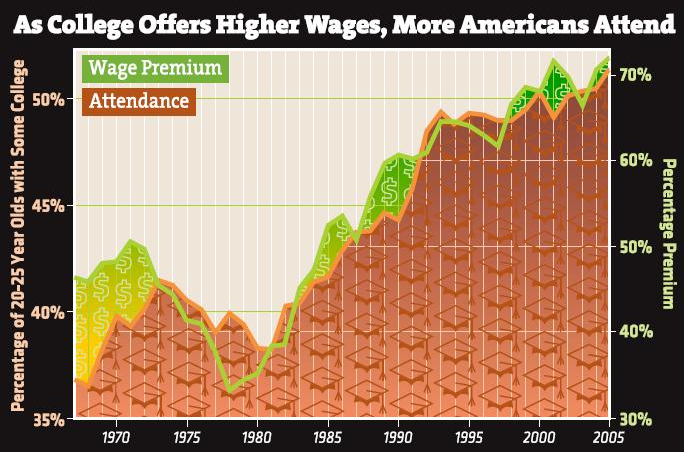 As College Offers Higher Wages, More Americans Attend
Wage Premium
Attendance
Percentage of 20-25 Year Olds with Some College
50%
45%
40%
35%
70%
60%
50%
40%
30%
Percentage Premium
1970 1975 1980 1985 1990 1995 2000 2005